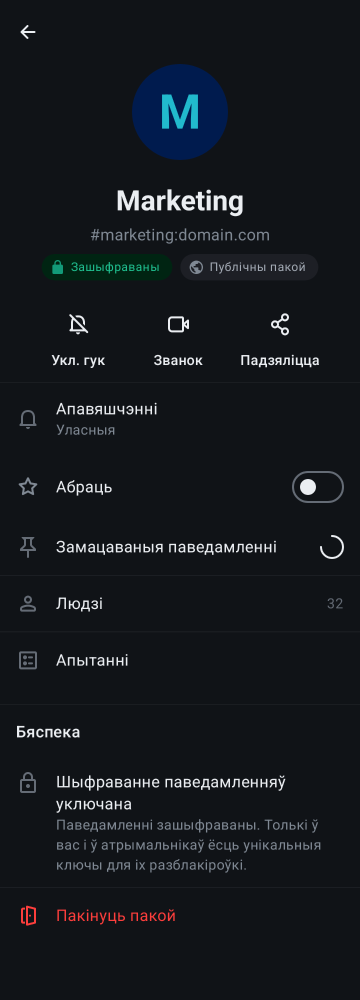 M
Marketing
#marketing:domain.com
Зашыфраваны
Публічны пакой
Укл. гук
Званок
Падзяліцца
Апавяшчэнні
Уласныя
Абраць
Замацаваныя паведамленні
Людзі
32
Апытанні
Бяспека
Шыфраванне паведамленняў
уключана
Паведамленні зашыфраваны. Толькі ў
вас і ў атрымальнікаў ёсць унікальныя
ключы для іх разблакіроўкі.
Пакінуць пакой